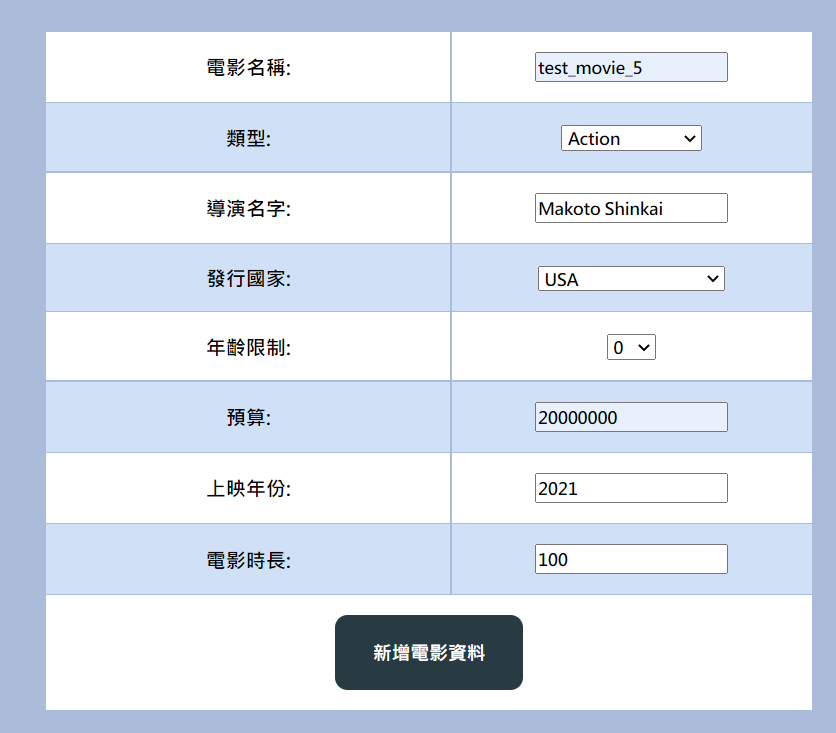 電影名稱: test_movie_5
類型: Action
導演名字: Makoto Shinkai
發行國家: USA
年齡限制: 0
預算: 20000000
上映年份: 2021
電影時長: 100
新增電影資料